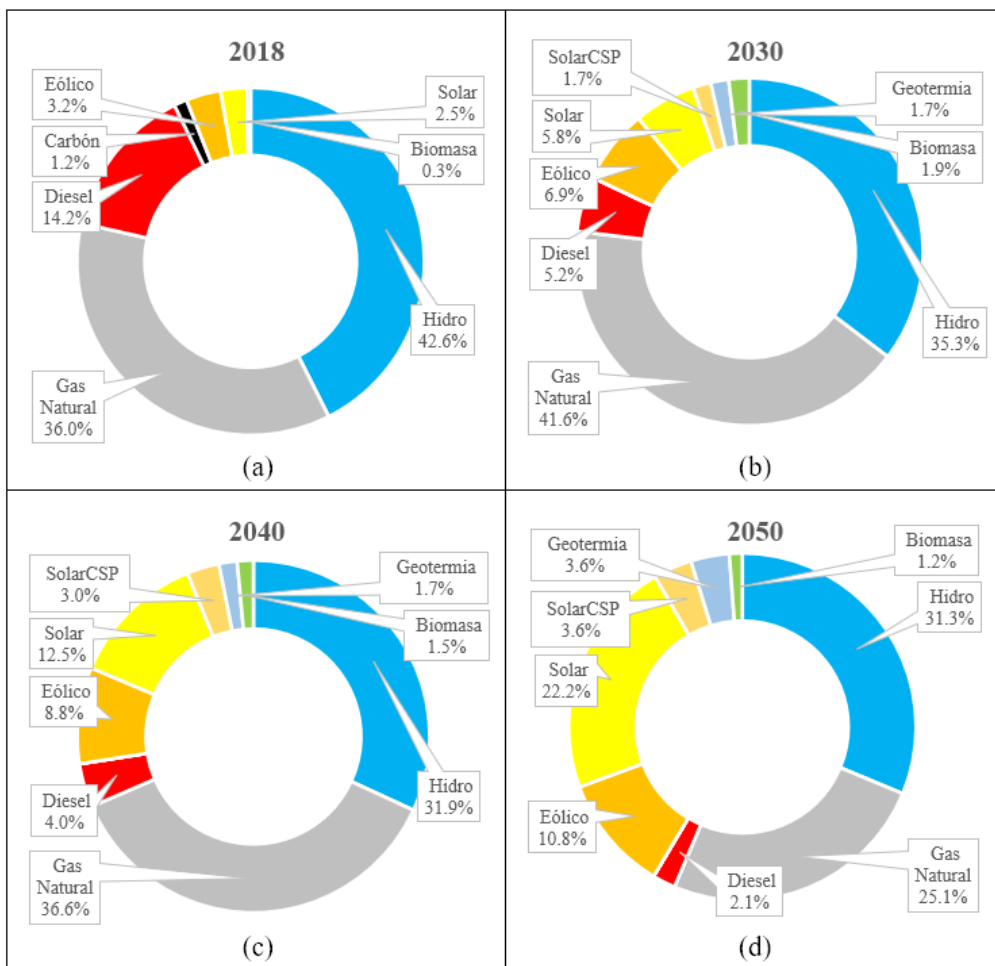 2018
Eólico
3.2%
Carbón
1.2%
Diesel
14.2%
Gas
Natural
36.0%
Solar
2.5%
Biomasa
0.3%
Hidro
42.6%
(a)
2030
SolarCSP
1.7%
Solar
5.8%
Eólico
6.9%
Diesel
5.2%
Gas
Natural
41.6%
Geotermia
1.7%
Biomasa
1.9%
Hidro
35.3%
(b)
2040
SolarCSP
3.0%
Solar
12.5%
Eólico
8.8%
Diesel
4.0%
Gas
Natural
36.6%
Geotermia
1.7%
Biomasa
1.5%
Hidro
31.9%
(c)
2050
Geotermia
3.6%
SolarCSP
3.6%
Solar
22.2%
Eólico
10.8%
Diesel
2.1%
Biomasa
1.2%
Hidro
31.3%
Gas
Natural
25.1%
(d)